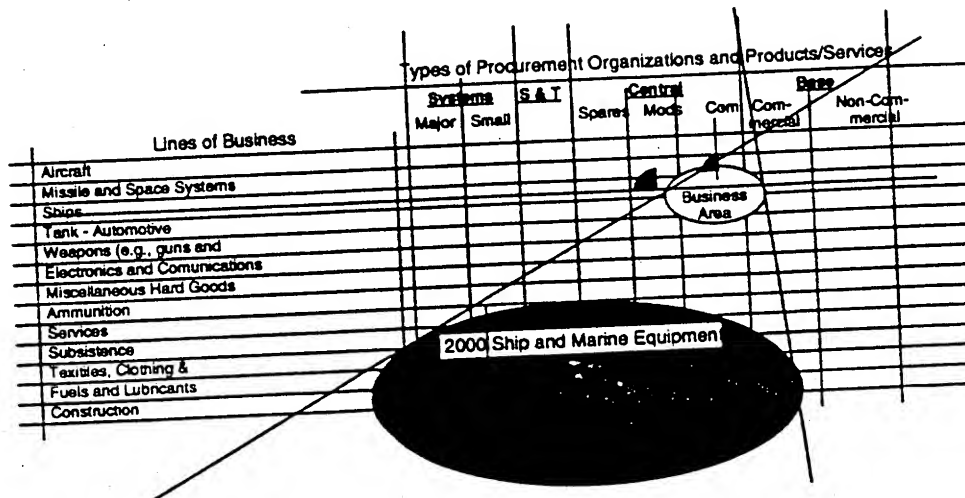 Types of Procurement Organizations and Products/Services
Systems S & T Central Base
Major Small Spares Mods Com Com-mercial Non-Com-mercial
Lines of Business
Aircraft
Missile and Space Systems
Ships
Tank - Automotive
Weapons (e.g., guns and
Electronics and Comunications
Miscellaneous Hard Goods
Ammunition
Services
Subsistence
Textiles, Clothing &
Fuels and Lubricants
Construction
Business
Area
2000 Ship and Marine Equipmen